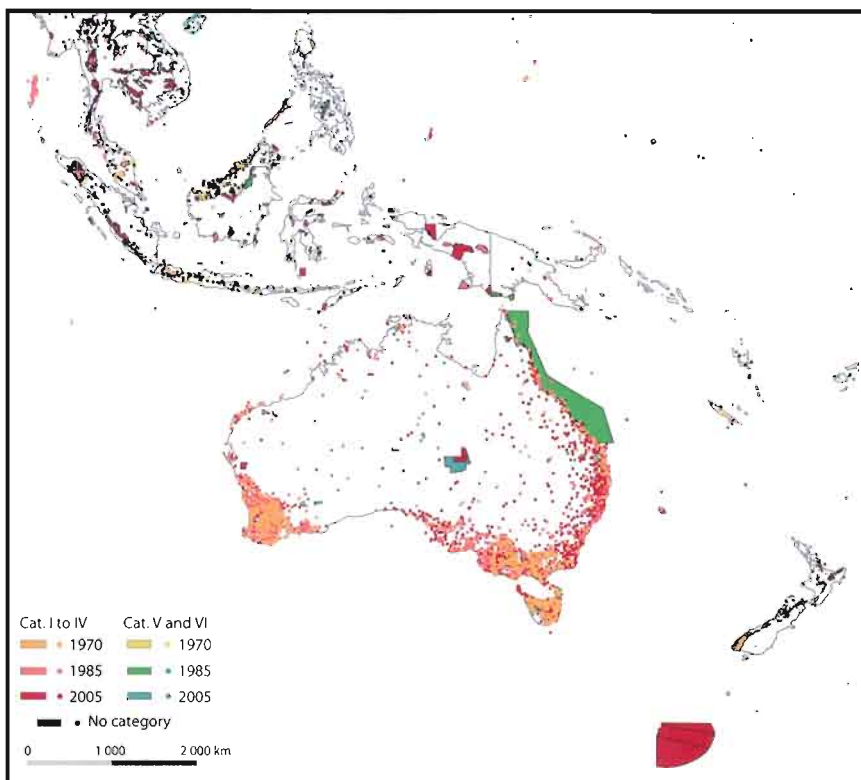 Cat. I to IV Cat. V and VI
1970 1970
1985 1985
2005 2005
No category
0 1 000 2 000 km